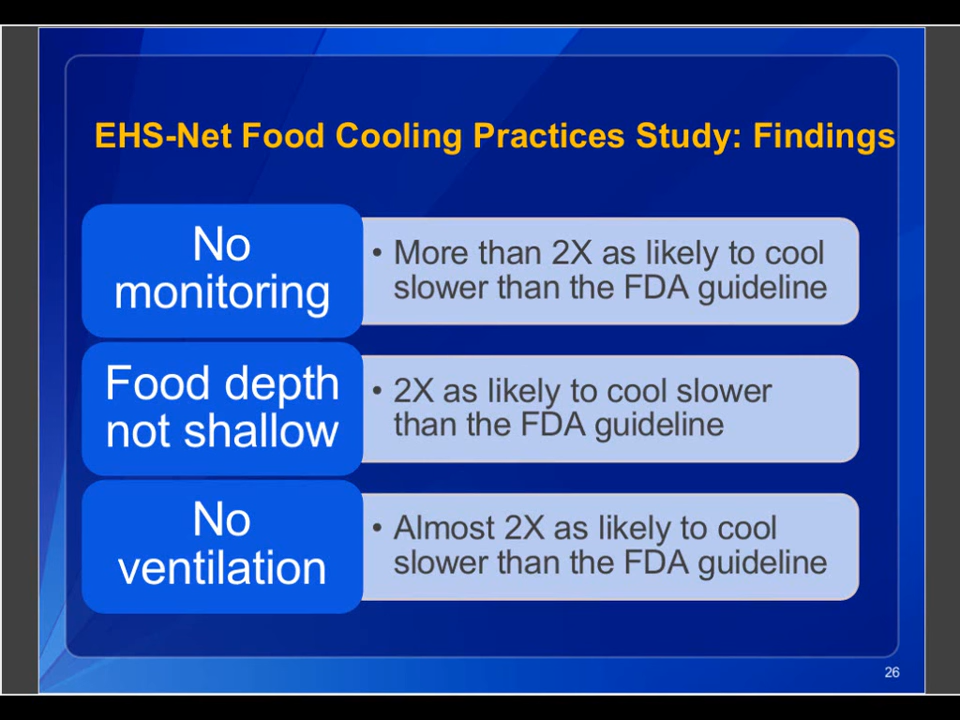 EHS-Net Food Cooling Practices Study: Findings
No
monitoring
• More than 2X as likely to cool
slower than the FDA guideline
Food depth
not shallow
• 2X as likely to cool slower
than the FDA guideline
No
ventilation
• Almost 2X as likely to cool
slower than the FDA guideline
26